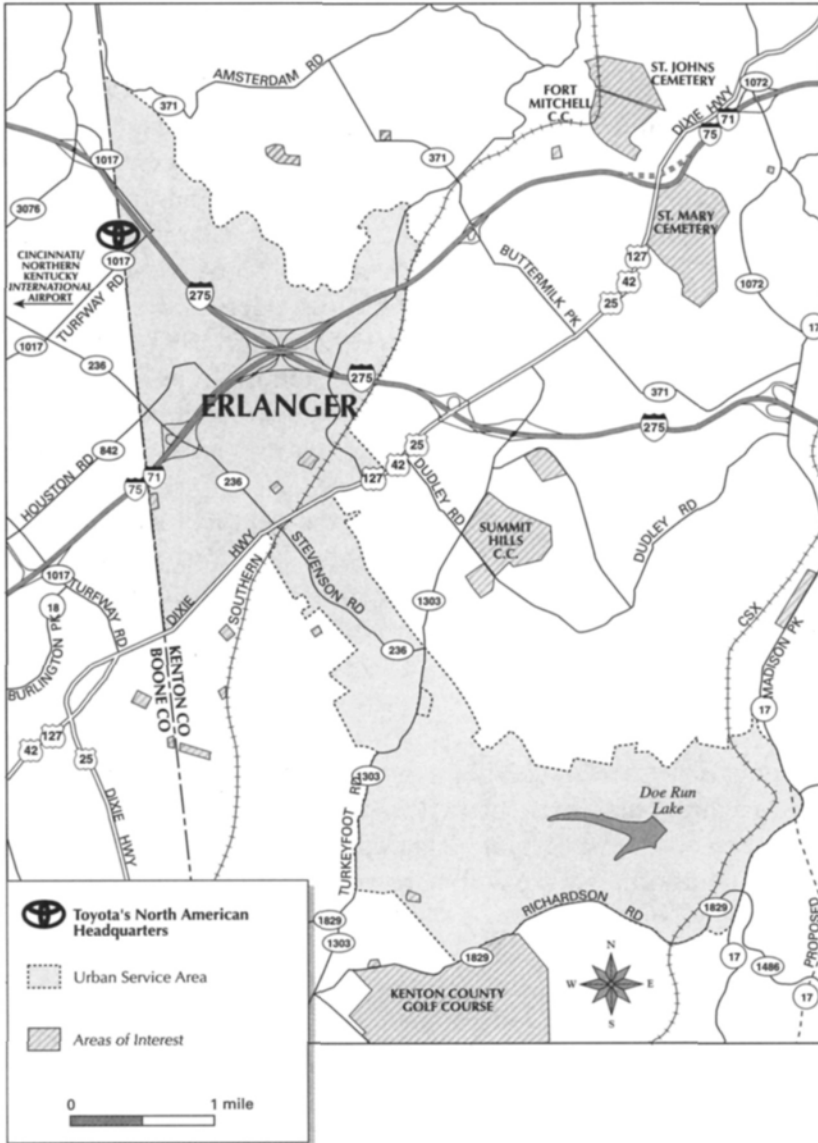 AMSTERDAM RD
371
ST. JOHNS
CEMETERY
FORT
MITCHELL
C.C.
DIXIE HWY
1072
71
75
1017
371
3076
ST. MARY
CEMETERY
1017
CINCINNATI/
NORTHERN
KENTUCKY
INTERNATIONAL
AIRPORT
TURFWAY RD
127
42
25
BUTTERMILK PK
1072
275
1017
236
17
275
371
ERLANGER
275
HOUSTON RD
842
71
75
236
25
42
127
DUDLEY RD
DUDLEY RD
SUMMIT
HILLS
C.C.
DIXIE HWY
SOUTHERN
STEVENSON RD
1017
TURFWAY RD
18
BURLINGTON PK
1303
236
CSX
MADISON PK
17
KENTON CO
BOONE CO
127
42
25
DIXIE HWY
1303
TURKEYFOOT RD
Doe Run
Lake
1829
RICHARDSON RD
1829
1303
1829
17
1486
PROPOSED
17
KENTON COUNTY
GOLF COURSE
N
W
E
S
Toyota's North American
Headquarters
Urban Service Area
Areas of Interest
0
1 mile